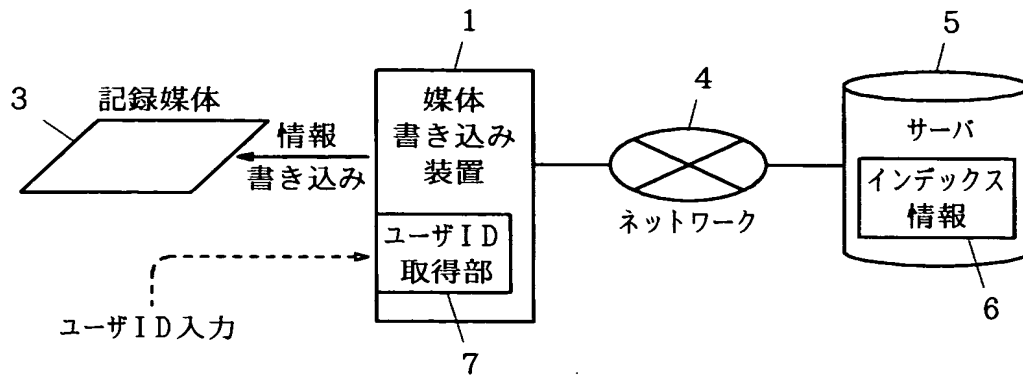 1
5
3
記録媒体
媒体
書き込み
装置
4
サーバ
情報
書き込み
インデックス
情報
ネットワーク
ユーザID
取得部
ユーザID入力
7
6